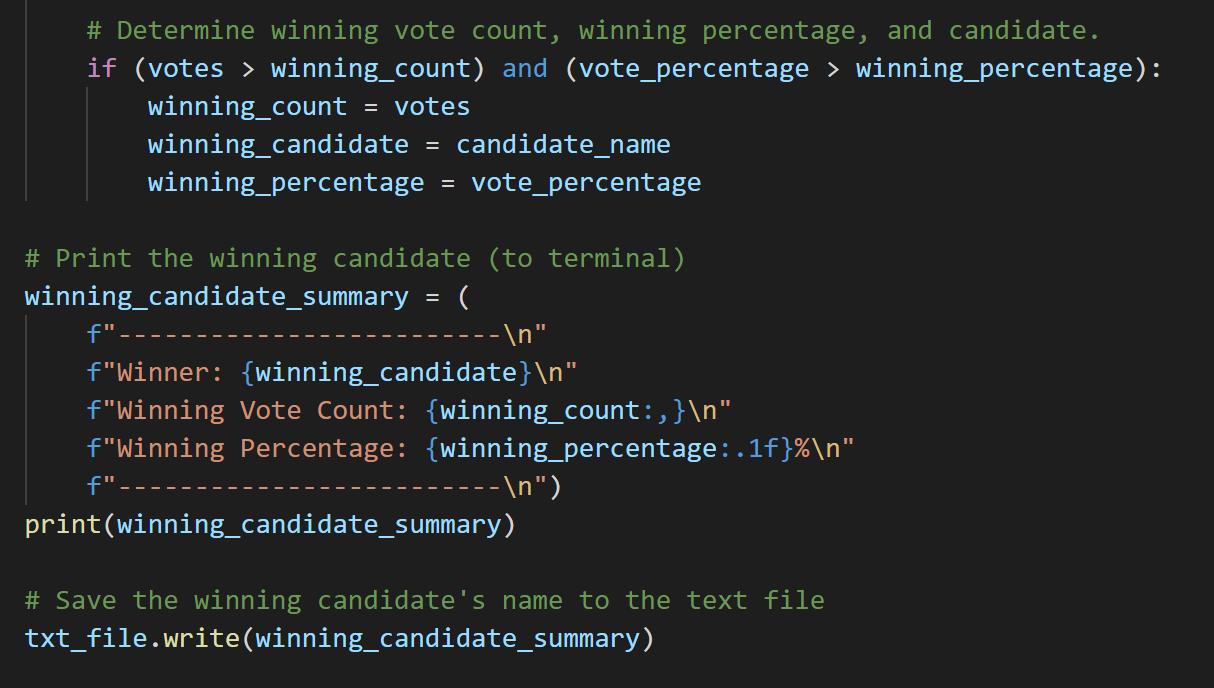 # Determine winning vote count, winning percentage, and candidate.
if (votes > winning_count) and (vote_percentage > winning_percentage):
winning_count = votes
winning_candidate = candidate_name
winning_percentage = vote_percentage
# Print the winning candidate (to terminal)
winning_candidate_summary = (
f"-------------------------\n"
f"Winner: {winning_candidate}\n"
f"Winning Vote Count: {winning_count:,}\n"
f"Winning Percentage: {winning_percentage:.1f}%\n"
f"-------------------------\n")
print(winning_candidate_summary)
# Save the winning candidate's name to the text file
txt_file.write(winning_candidate_summary)